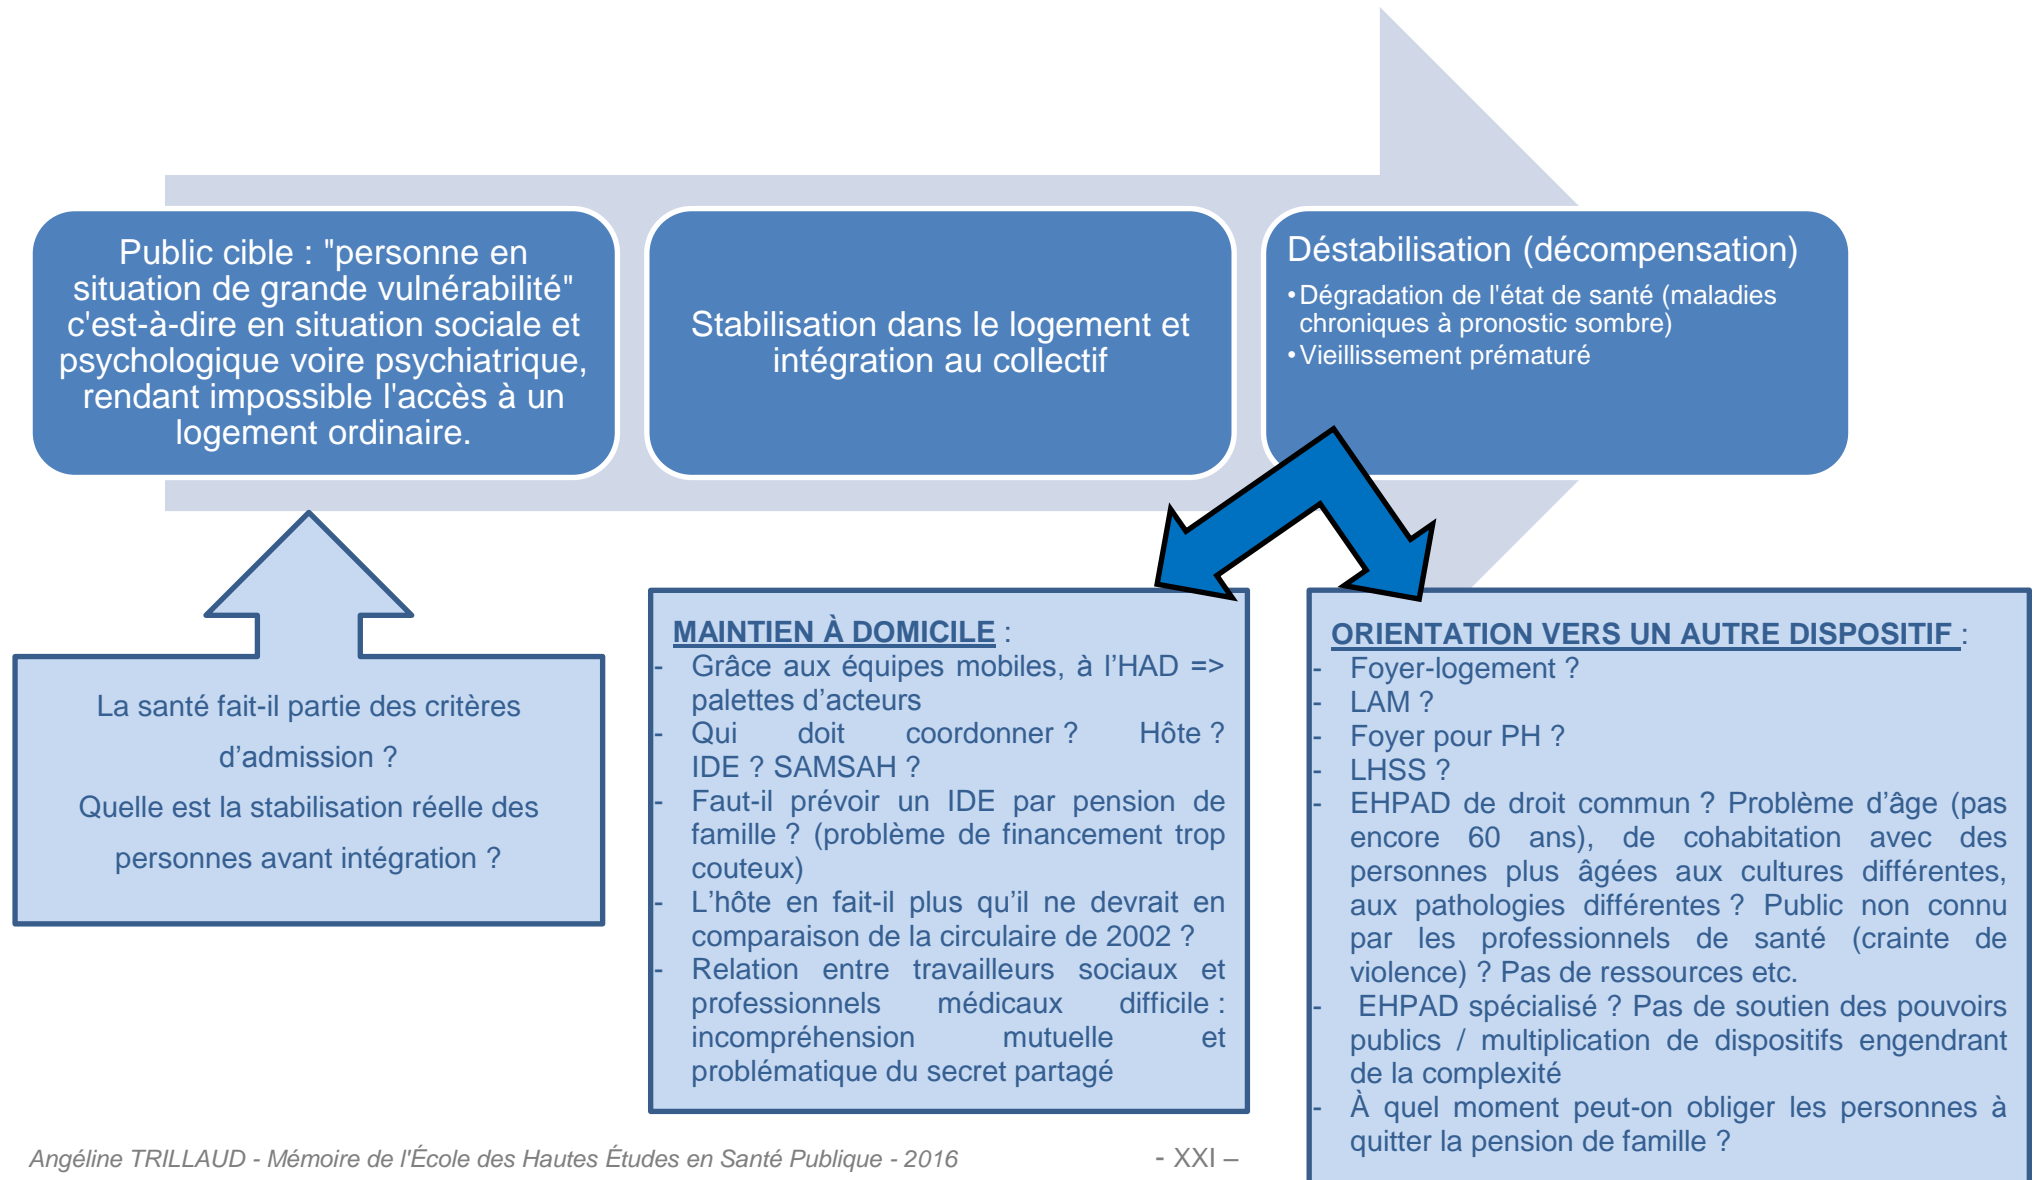 Public cible : "personne en
situation de grande vulnérabilité"
c'est-à-dire en situation sociale et
psychologique voire psychiatrique,
rendant impossible l'accès à un
logement ordinaire.
Stabilisation dans le logement et
intégration au collectif
Déstabilisation (décompensation)
•Dégradation de l'état de santé (maladies
chroniques à pronostic sombre)
•Vieillissement prématuré
La santé fait-il partie des critères
d’admission ?
Quelle est la stabilisation réelle des
personnes avant intégration ?
MAINTIEN À DOMICILE :
- Grâce aux équipes mobiles, à l’HAD =>
palettes d’acteurs
- Qui doit coordonner ? Hôte ?
IDE ? SAMSAH ?
- Faut-il prévoir un IDE par pension de
famille ? (problème de financement trop
couteux)
- L’hôte en fait-il plus qu’il ne devrait en
comparaison de la circulaire de 2002 ?
- Relation entre travailleurs sociaux et
professionnels médicaux difficile :
incompréhension mutuelle et
problématique du secret partagé
ORIENTATION VERS UN AUTRE DISPOSITIF :
- Foyer-logement ?
- LAM ?
- Foyer pour PH ?
- LHSS ?
- EHPAD de droit commun ? Problème d’âge (pas
encore 60 ans), de cohabitation avec des
personnes plus âgées aux cultures différentes,
aux pathologies différentes ? Public non connu
par les professionnels de santé (crainte de
violence) ? Pas de ressources etc.
- EHPAD spécialisé ? Pas de soutien des pouvoirs
publics / multiplication de dispositifs engendrant
de la complexité
- À quel moment peut-on obliger les personnes à
quitter la pension de famille ?
Angéline TRILLAUD - Mémoire de l'École des Hautes Études en Santé Publique - 2016
- XXI –